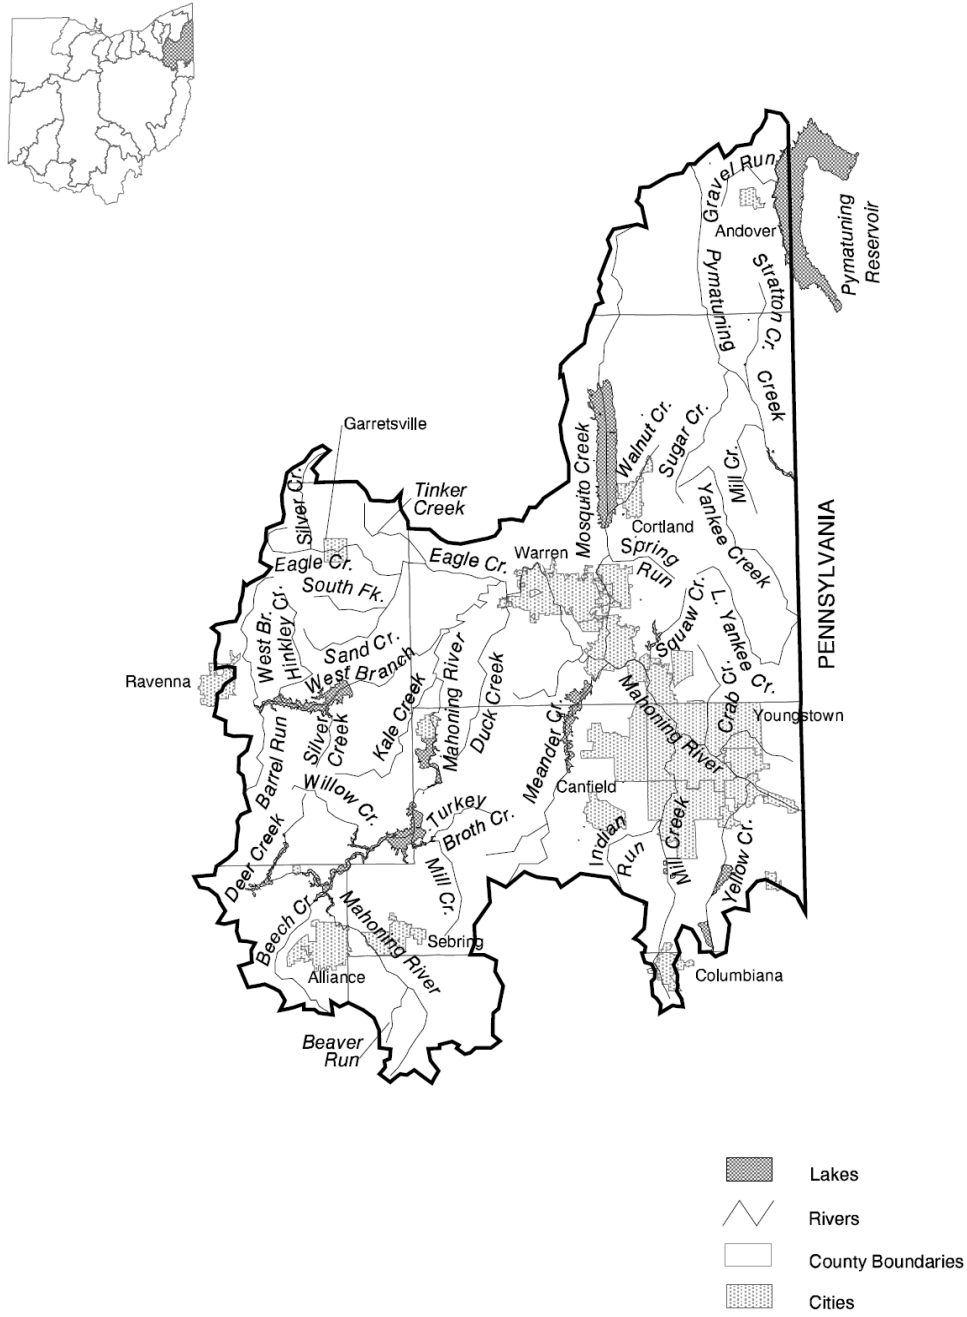 Gravel Run
Andover
Pymatuning
Reservoir
Pymatuning
Creek
Stratton Cr.
Garretsville
Silver Cr.
Tinker
Creek
Mosquito Creek
Walnut Cr.
Sugar Cr.
Mill Cr.
Yankee Creek
Cortland
Spring
Run
Warren
PENNSYLVANIA
Eagle Cr.
Eagle Cr.
South Fk.
West Br.
Hinkley Cr.
Sand Cr.
West Branch
Squaw Cr.
L. Yankee Cr.
Ravenna
Kale Creek
Mahoning River
Duck Creek
Silver
Creek
Barrel Run
Meander Cr.
Mahoning River
Crab Cr.
Youngstown
Willow Cr.
Canfield
Turkey
Broth Cr.
Deer Creek
Indian
Run
Mill Creek
Yellow Cr.
Mill Cr.
Beech Cr.
Mahoning River
Sebring
Alliance
Columbiana
Beaver
Run
Lakes
Rivers
County Boundaries
Cities